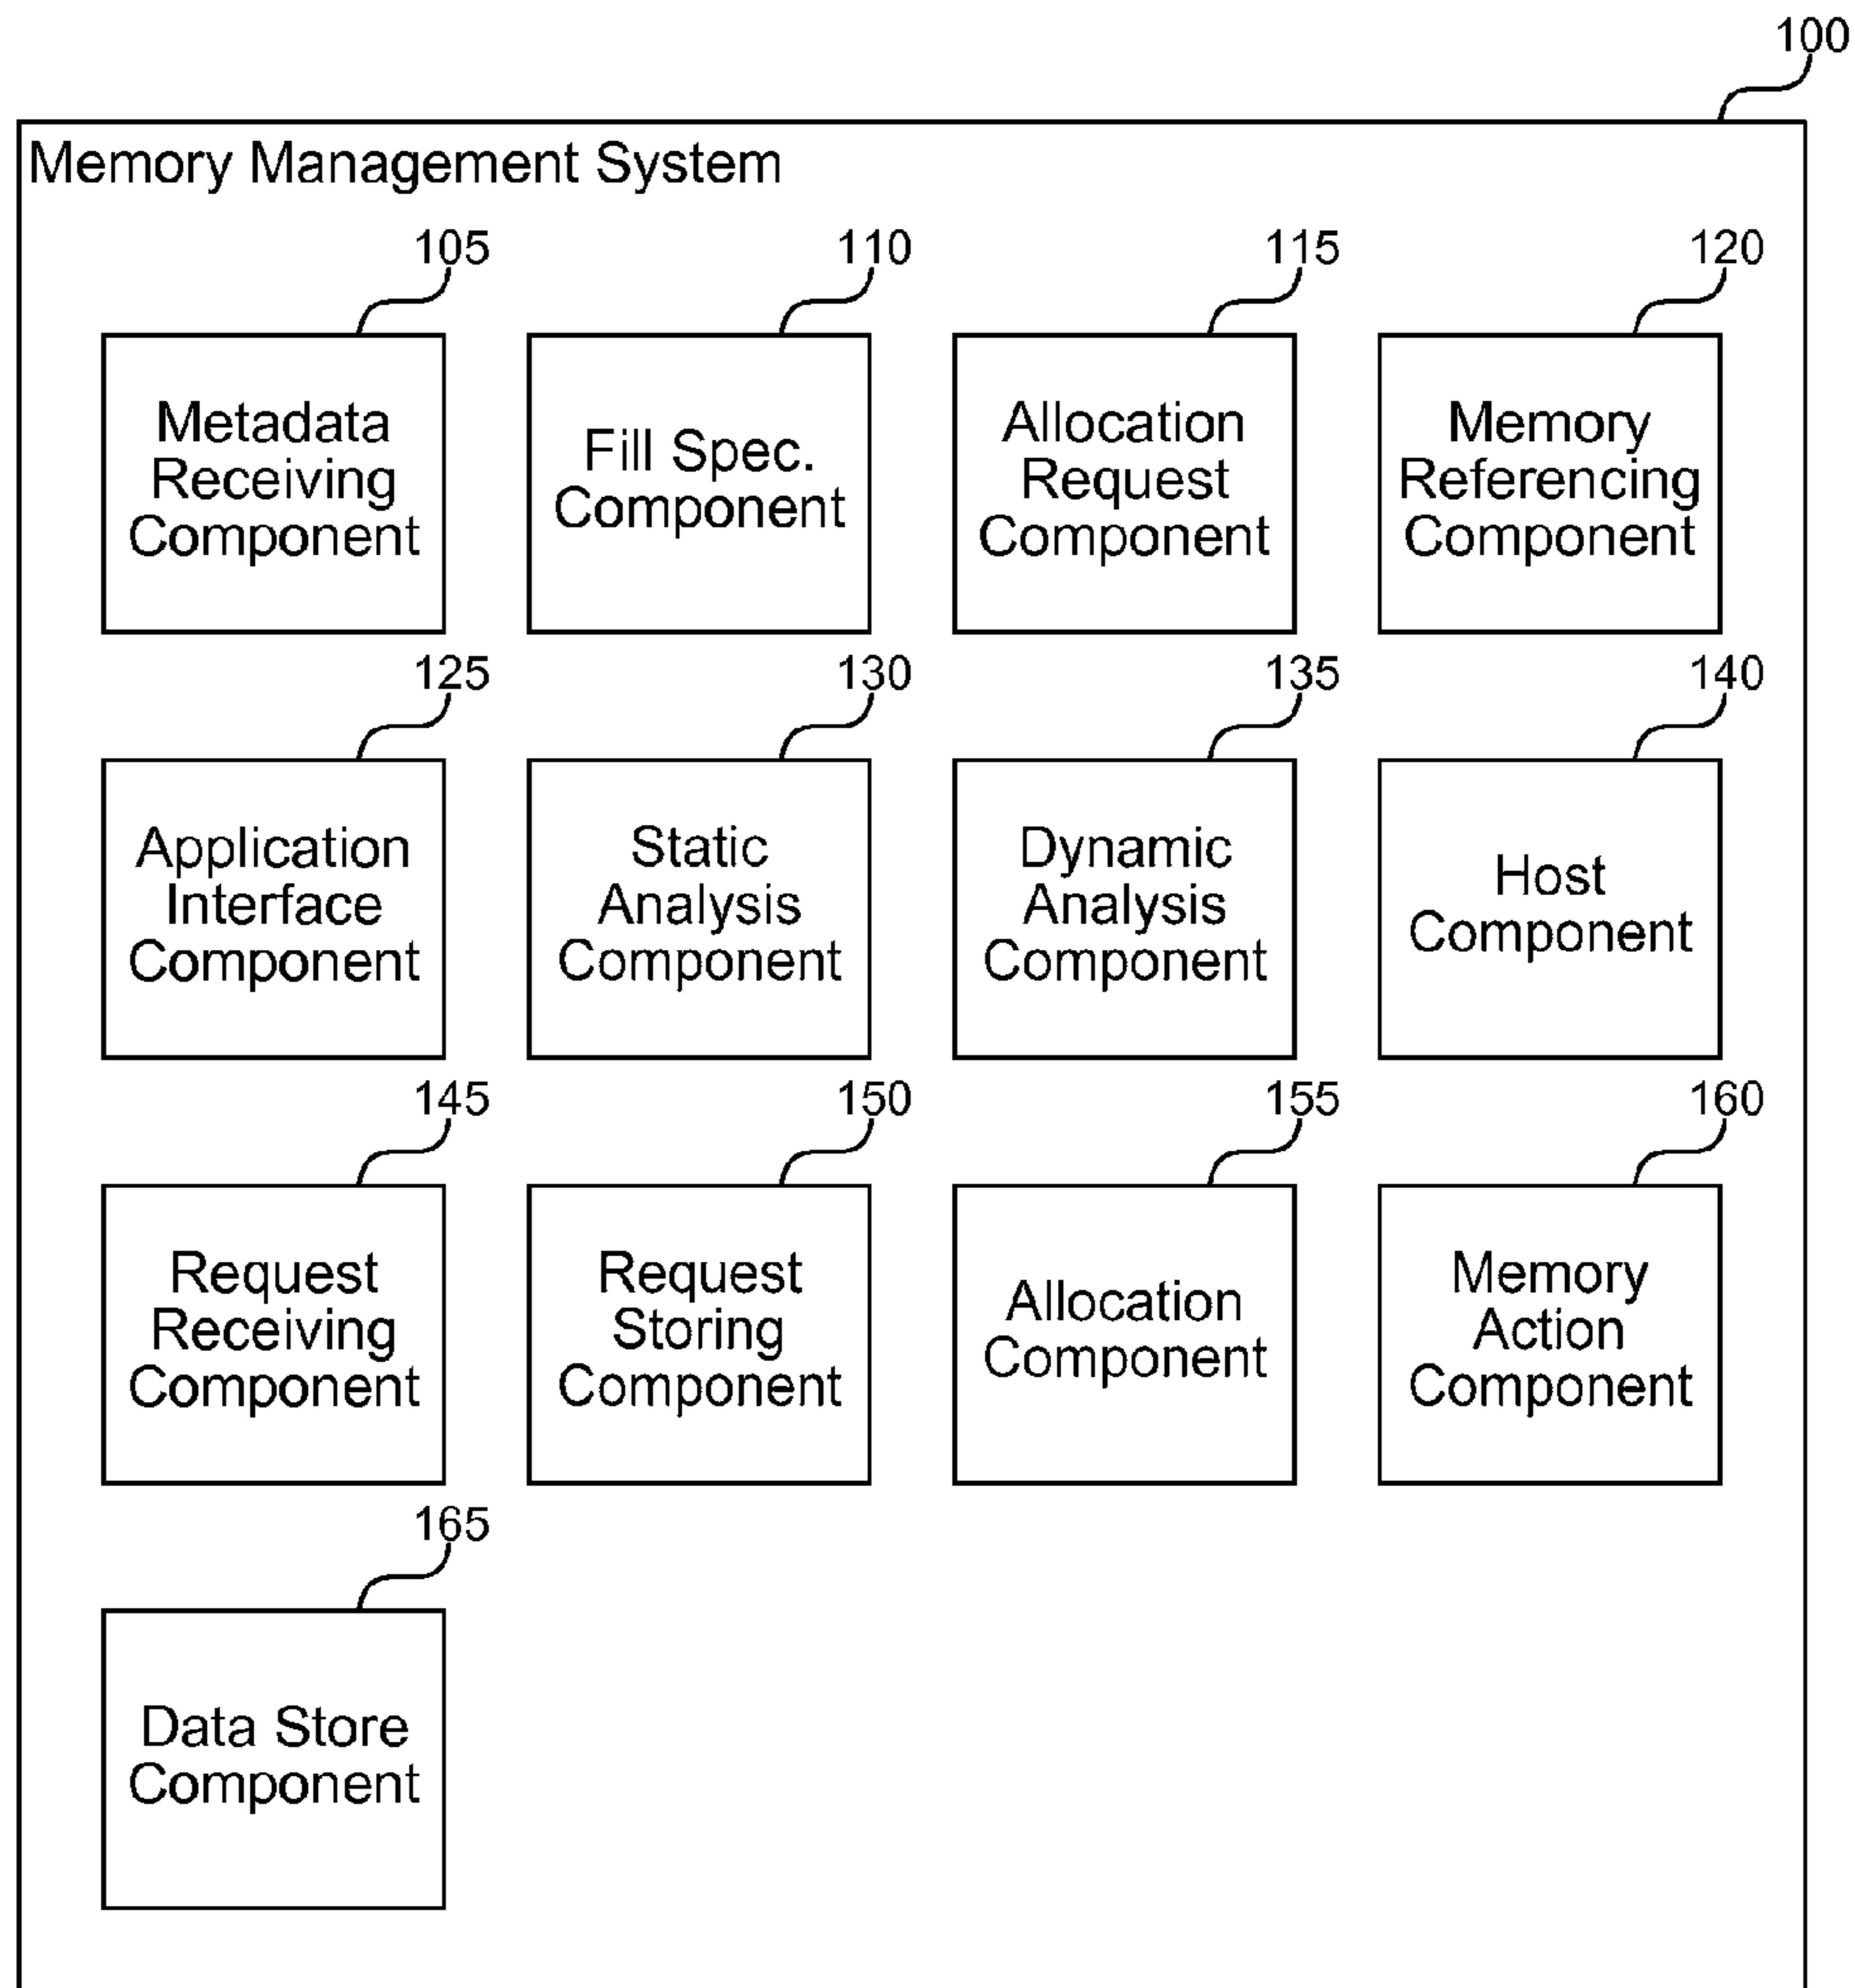 100
Memory Management System
105
110
115
120
Metadata
Receiving
Component
Fill Spec.
Component
Allocation
Request
Component
Memory
Referencing
Component
125
130
135
140
Application
Interface
Component
Static
Analysis
Component
Dynamic
Analysis
Component
Host
Component
145
150
155
160
Request
Receiving
Component
Request
Storing
Component
Allocation
Component
Memory
Action
Component
165
Data Store
Component